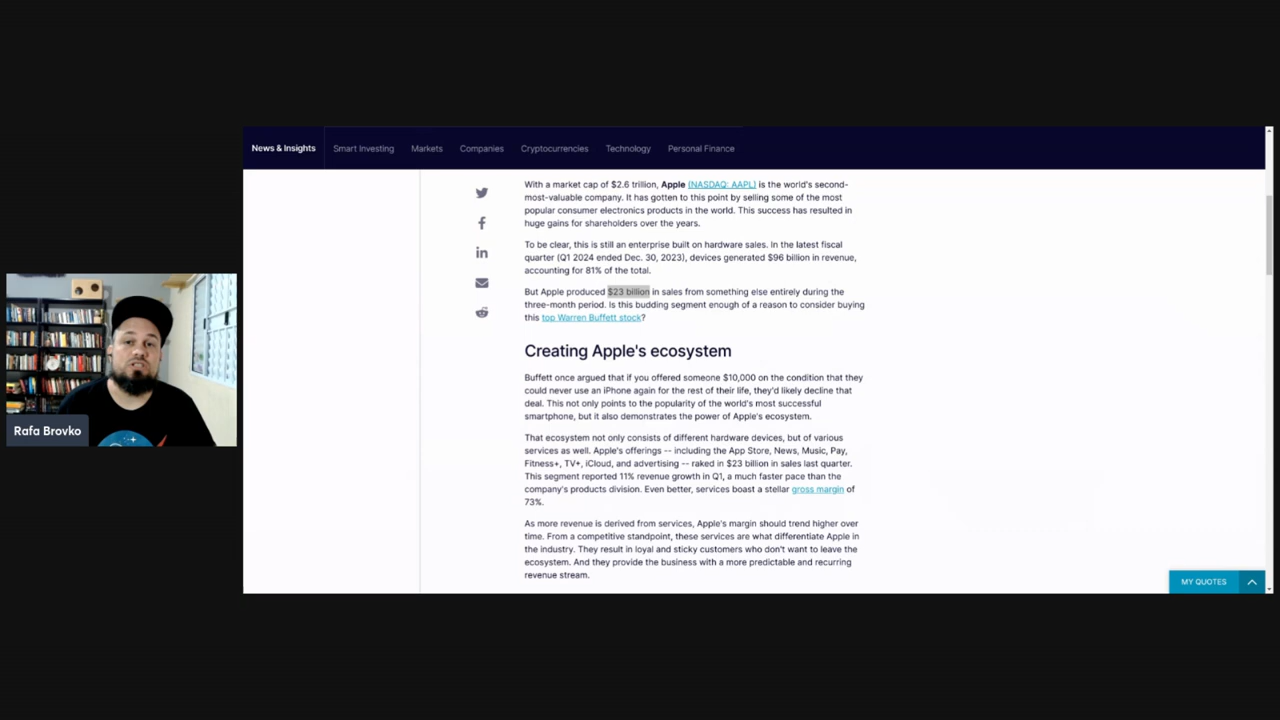 News & Insights
Smart Investing
Markets
Companies
Cryptocurrencies
Technology
Personal Finance
With a market cap of $2.6 trillion, Apple (NASDAQ: AAPL) is the world's second-
most-valuable company. It has gotten to this point by selling some of the most
popular consumer electronics products in the world. This success has resulted in
huge gains for shareholders over the years.
To be clear, this is still an enterprise built on hardware sales. In the latest fiscal
quarter (Q1 2024 ended Dec. 30, 2023), devices generated $96 billion in revenue,
accounting for 81% of the total.
But Apple produced $23 billion in sales from something else entirely during the
three-month period. Is this budding segment enough of a reason to consider buying
this top Warren Buffett stock?
Creating Apple's ecosystem
Buffett once argued that if you offered someone $10,000 on the condition that they
could never use an iPhone again for the rest of their life, they'd likely decline that
deal. This not only points to the popularity of the world's most successful
smartphone, but it also demonstrates the power of Apple's ecosystem.
That ecosystem not only consists of different hardware devices, but of various
services as well. Apple's offerings -- including the App Store, News, Music, Pay,
Fitness+, TV+, iCloud, and advertising -- raked in $23 billion in sales last quarter.
This segment reported 11% revenue growth in Q1, a much faster pace than the
company's products division. Even better, services boast a stellar gross margin of
73%.
As more revenue is derived from services, Apple's margin should trend higher over
time. From a competitive standpoint, these services are what differentiate Apple in
the industry. They result in loyal and sticky customers who don't want to leave the
ecosystem. And they provide the business with a more predictable and recurring
revenue stream.
MY QUOTES
Rafa Brovko